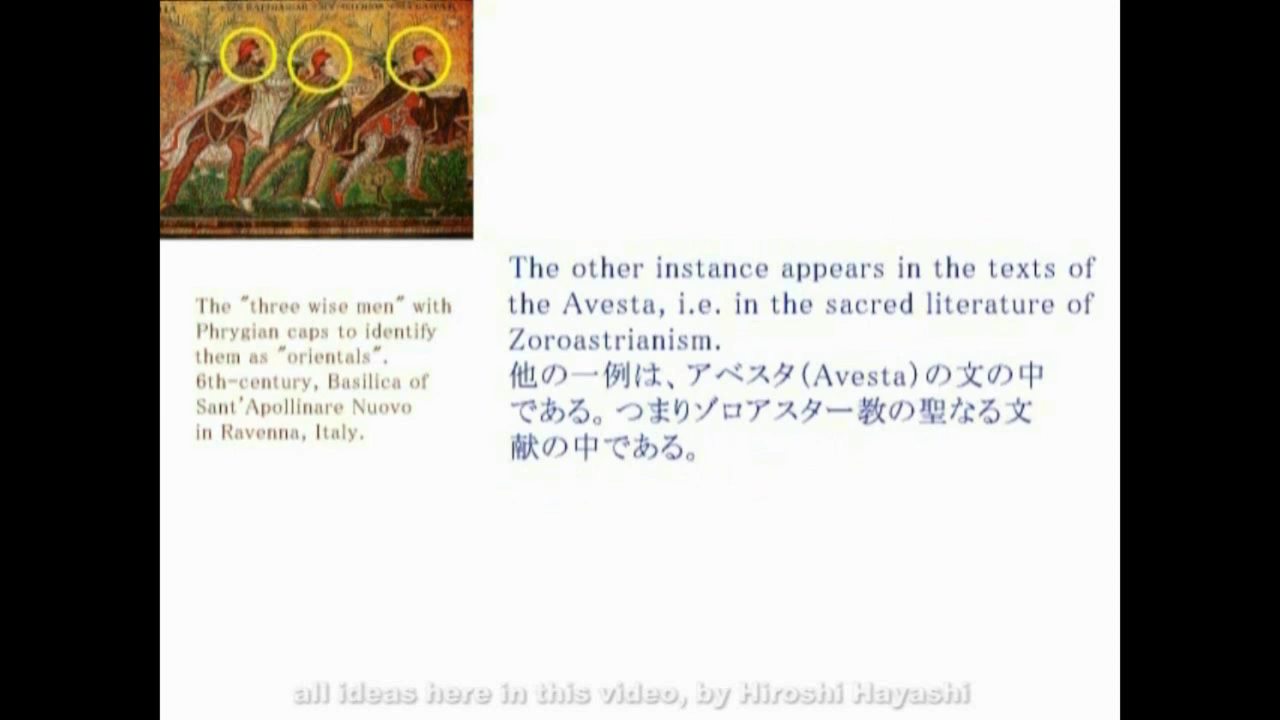 The "three wise men" with
Phrygian caps to identify
them as "orientals".
6th-century, Basilica of
Sant'Apollinare Nuovo
in Ravenna, Italy.
The other instance appears in the texts of
the Avesta, i.e. in the sacred literature of
Zoroastrianism.
他の一例は、アベスタ(Avesta)の文の中
である。つまりゾロアスター教の聖なる文
献の中である。
all ideas here in this video, by Hiroshi Hayashi